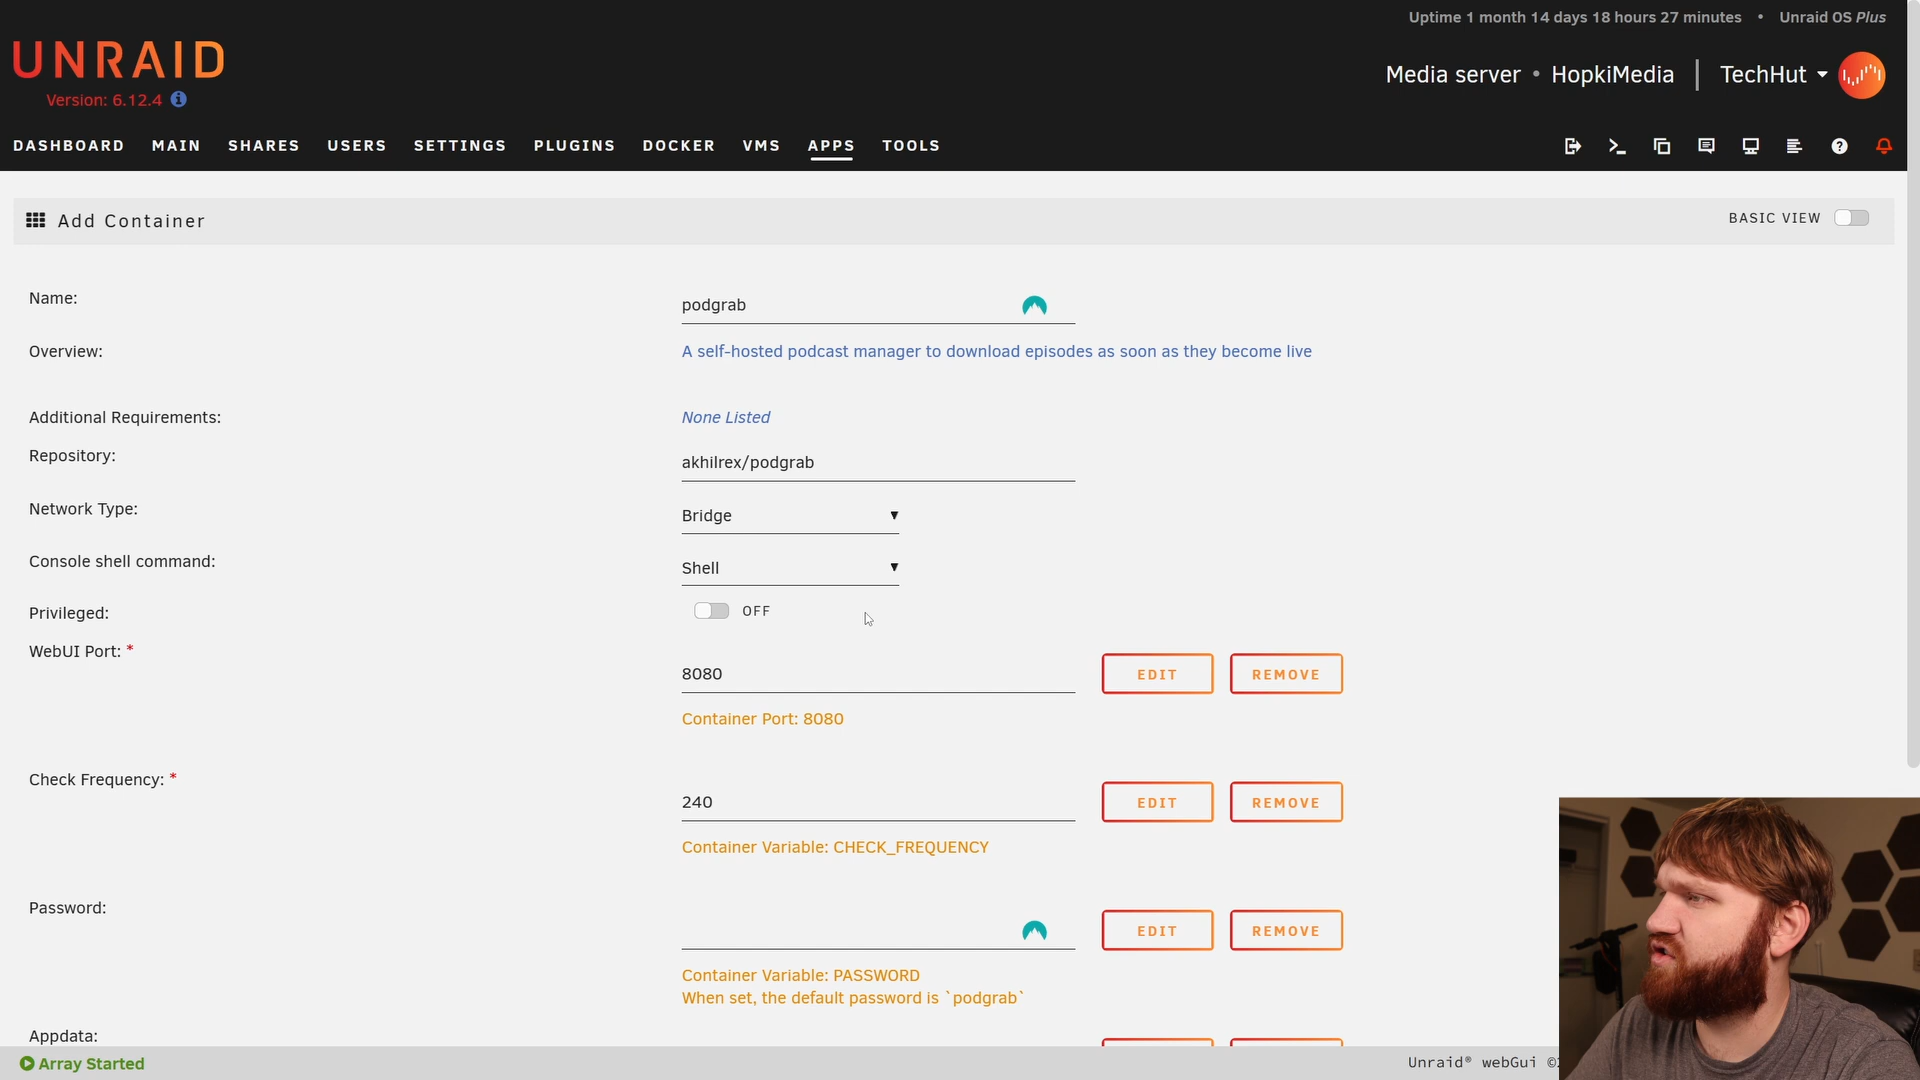 Uptime 1 month 14 days 18 hours 27 minutes • Unraid OS Plus
UNRAID
Version: 6.12.4
Media server • HopkiMedia | TechHut
DASHBOARD MAIN SHARES USERS SETTINGS PLUGINS DOCKER VMS APPS TOOLS
Add Container
BASIC VIEW
Name:
podgrab
Overview:
A self-hosted podcast manager to download episodes as soon as they become live
Additional Requirements:
None Listed
Repository:
akhilrex/podgrab
Network Type:
Bridge
Console shell command:
Shell
Privileged:
OFF
WebUI Port: *
8080
EDIT
REMOVE
Container Port: 8080
Check Frequency: *
240
EDIT
REMOVE
Container Variable: CHECK_FREQUENCY
Password:
EDIT
REMOVE
Container Variable: PASSWORD
When set, the default password is `podgrab`
Appdata:
Array Started
Unraid® webGui ©